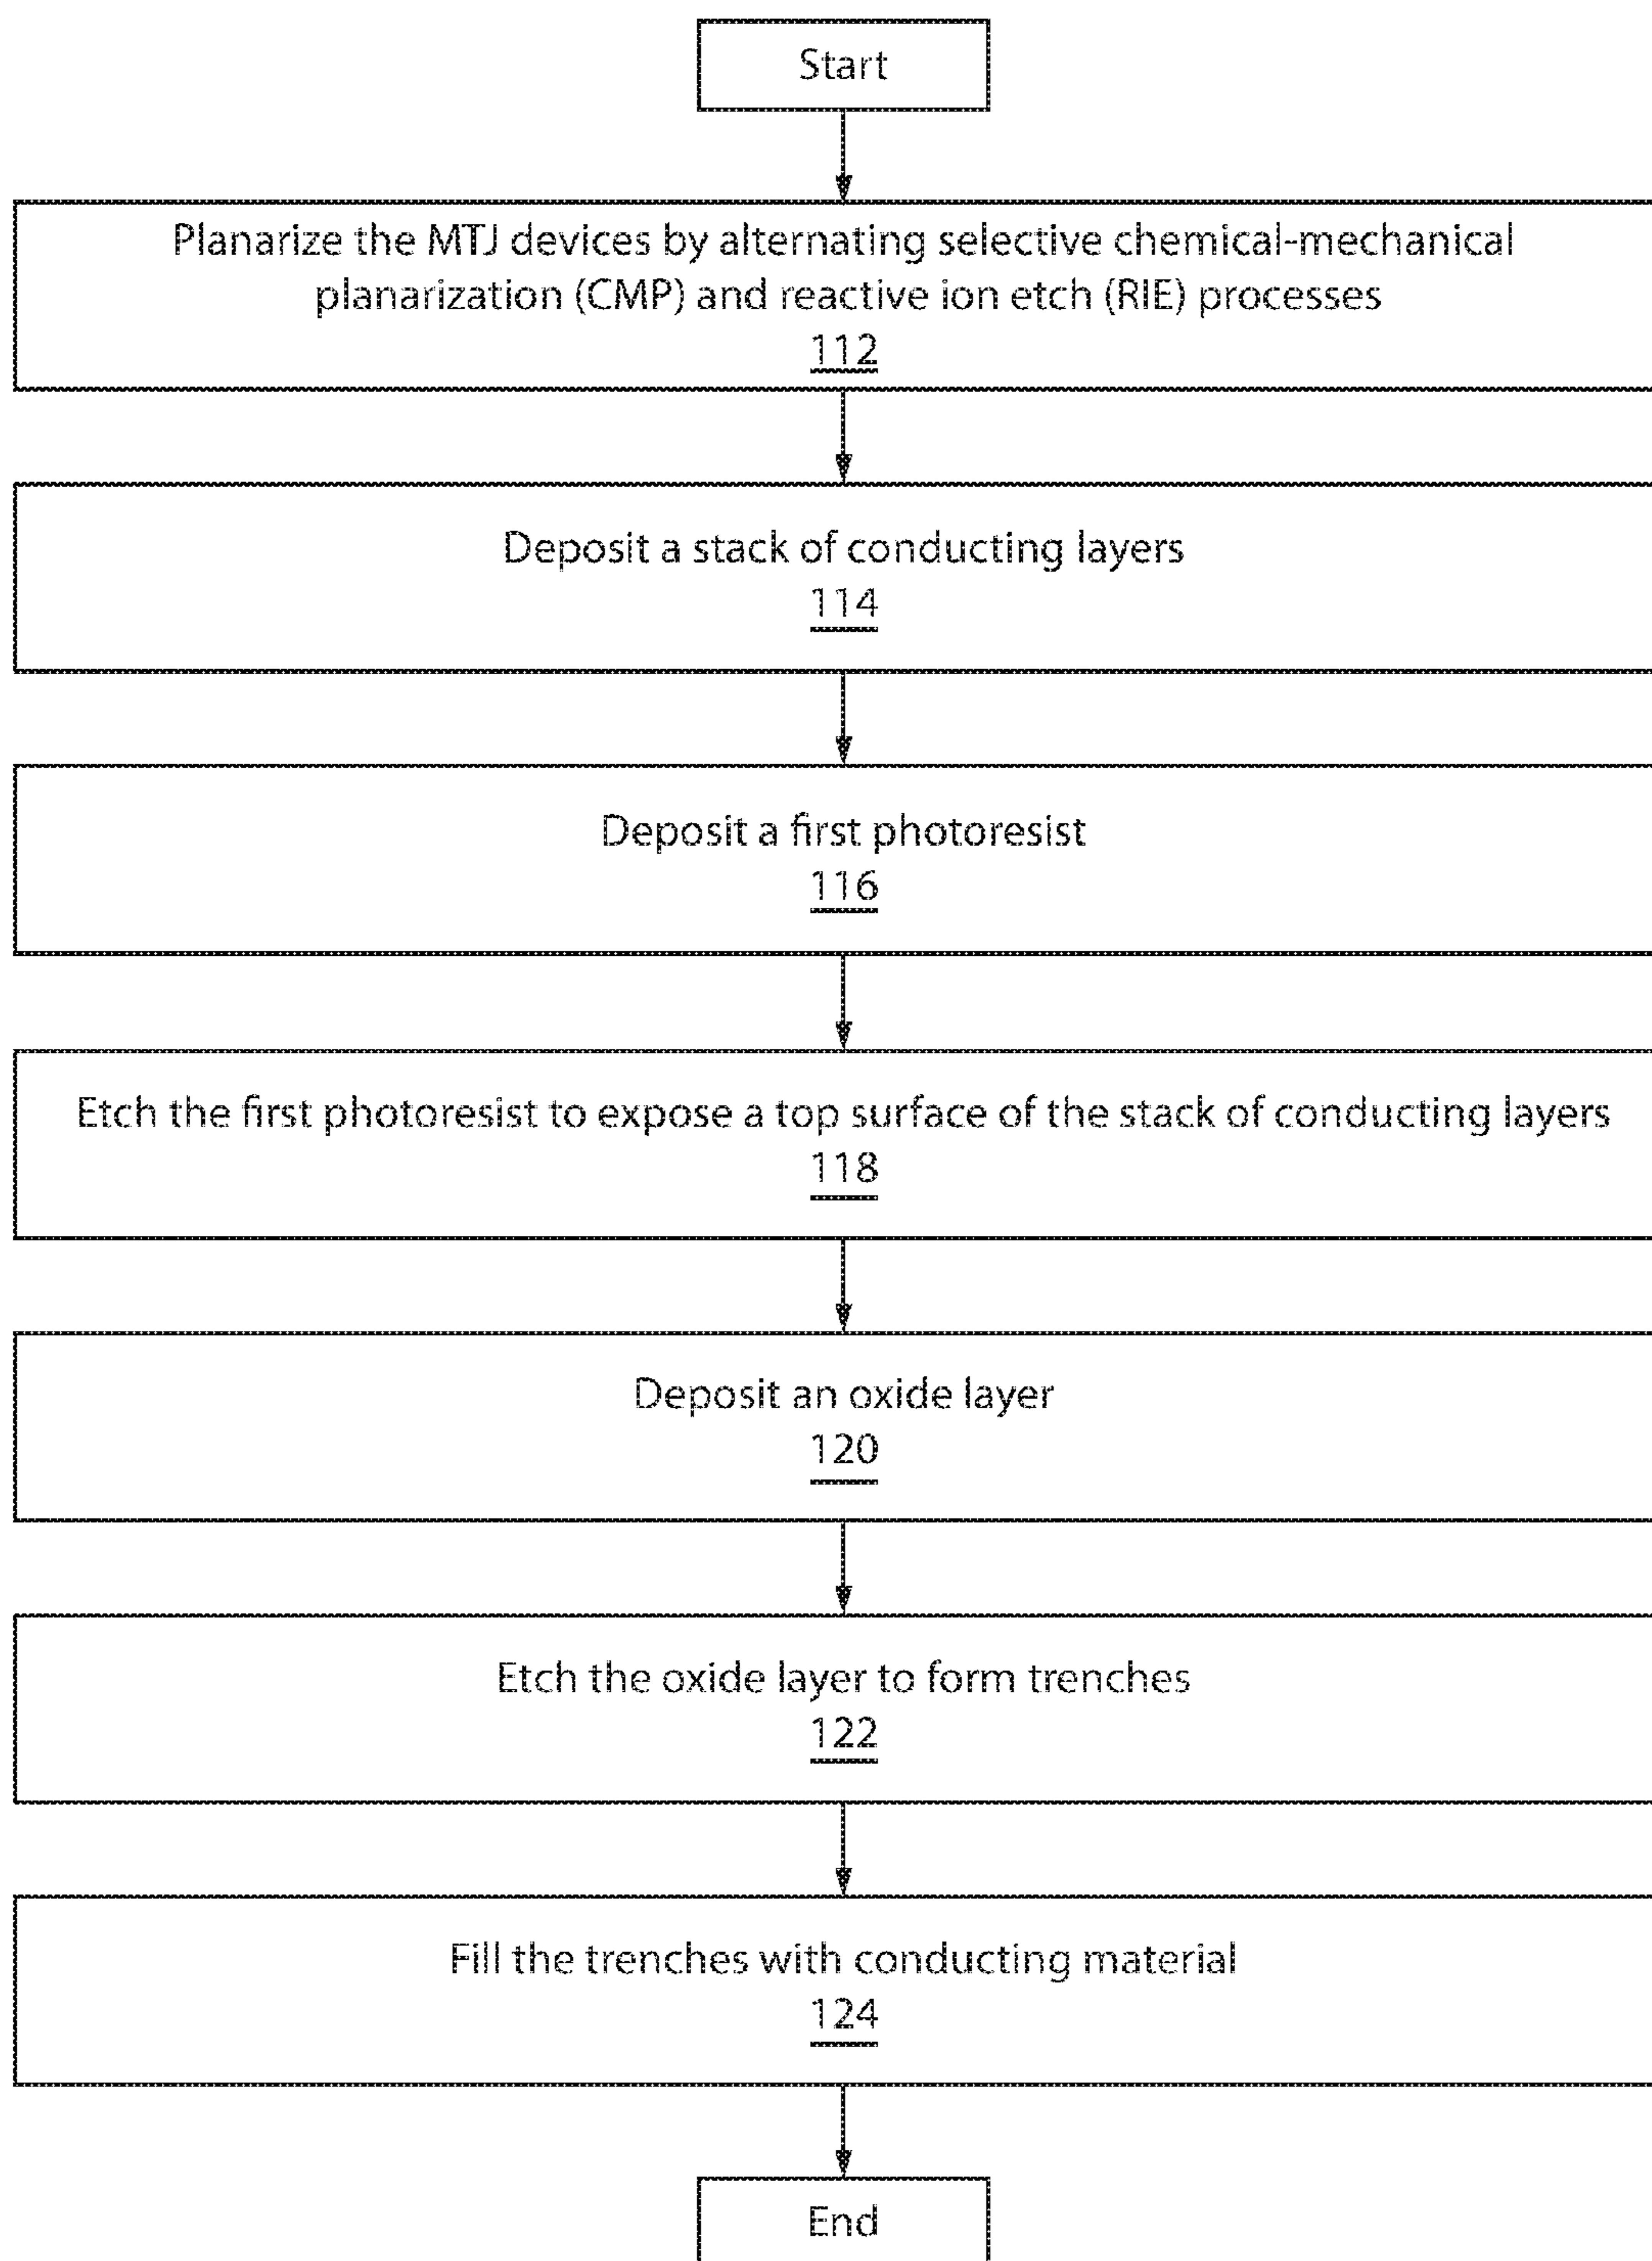 Start
Planarize the MTJ devices by alternating selective chemical-mechanical
planarization (CMP) and reactive ion etch (RIE) processes
112
Deposit a stack of conducting layers
114
Deposit a first photoresist
116
Etch the first photoresist to expose a top surface of the stack of conducting layers
118
Deposit an oxide layer
120
Etch the oxide layer to form trenches
122
Fill the trenches with conducting material
124
End